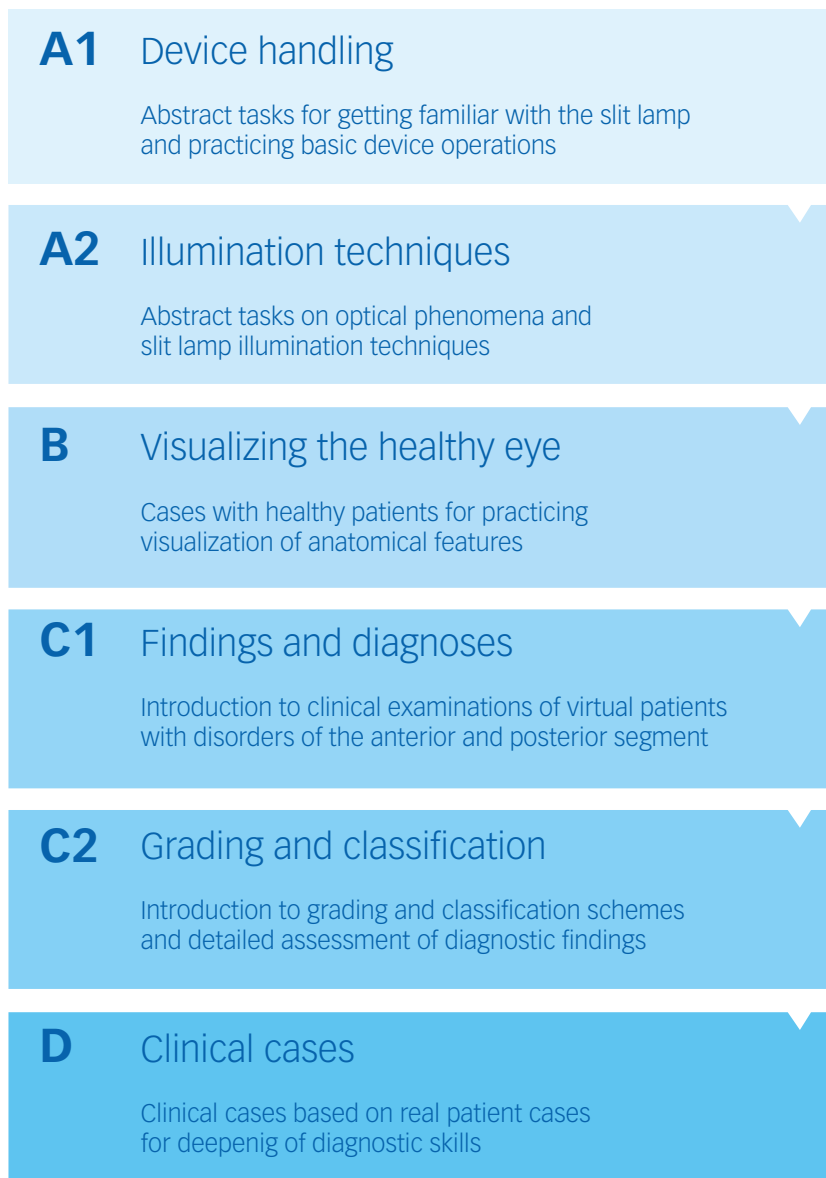 A1 Device handling
Abstract tasks for getting familiar with the slit lamp
and practicing basic device operations
A2 Illumination techniques
Abstract tasks on optical phenomena and
slit lamp illumination techniques
B Visualizing the healthy eye
Cases with healthy patients for practicing
visualization of anatomical features
C1 Findings and diagnoses
Introduction to clinical examinations of virtual patients
with disorders of the anterior and posterior segment
C2 Grading and classification
Introduction to grading and classification schemes
and detailed assessment of diagnostic findings
D Clinical cases
Clinical cases based on real patient cases
for deepenig of diagnostic skills